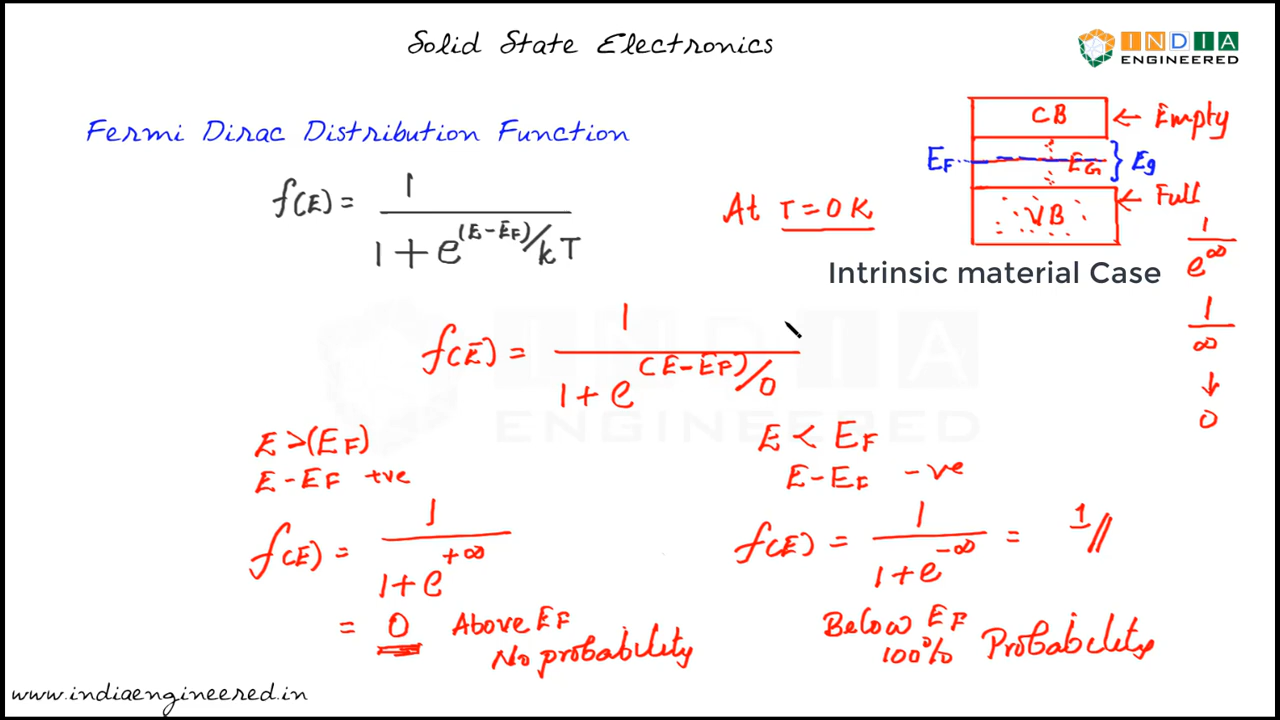 Solid State Electronics
INDIA
ENGINEERED
Fermi Dirac Distribution Function
f(E) = 1 / 1 + e^(E-EF)/kT
At T = 0 K
CB ← Empty
EF EG } Eg
VB ← Full
Intrinsic material Case
1 / e^∞
1 / ∞
↓
0
f(E) = 1 / 1 + e^(E-EF)/0
INDIA
ENGINEERED
E >(EF)
E - EF +ve
f(E) = 1 / 1 + e^+∞
= 0 Above EF
No probability
E < EF
E - EF -ve
f(E) = 1 / 1 + e^-∞ = 1//
Below EF
100% Probability
www.indiaengineered.in